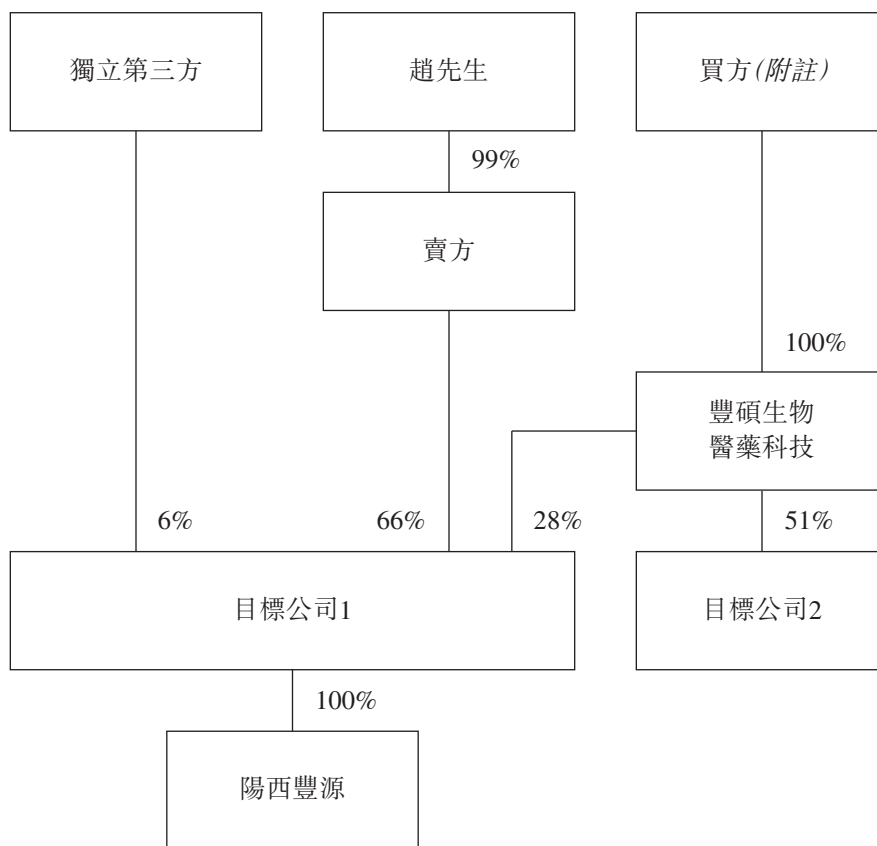 獨立第三方
趙先生
買方(附註)
99%
賣方
100%
豐碩生物
醫藥科技
6%
66%
28%
51%
目標公司1
目標公司2
100%
陽西豐源